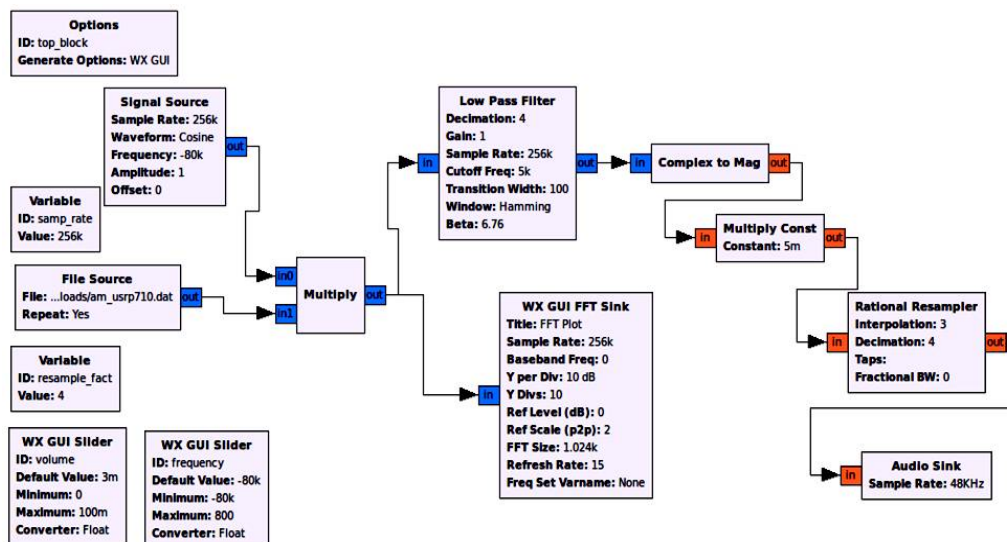 Options
ID: top_block
Generate Options: WX GUI
Signal Source
Sample Rate: 256k
Waveform: Cosine
Frequency: -80k
Amplitude: 1
Offset: 0
out
Variable
ID: samp_rate
Value: 256k
File Source
File: ...loads/am_usrp710.dat
Repeat: Yes
out
Variable
ID: resample_fact
Value: 4
WX GUI Slider
ID: volume
Default Value: 3m
Minimum: 0
Maximum: 100m
Converter: Float
WX GUI Slider
ID: frequency
Default Value: -80k
Minimum: -80k
Maximum: 800
Converter: Float
in0
in1
Multiply
out
Low Pass Filter
Decimation: 4
Gain: 1
Sample Rate: 256k
Cutoff Freq: 5k
Transition Width: 100
Window: Hamming
Beta: 6.76
in
out
WX GUI FFT Sink
Title: FFT Plot
Sample Rate: 256k
Baseband Freq: 0
Y per Div: 10 dB
Y Divs: 10
Ref Level (dB): 0
Ref Scale (p2p): 2
FFT Size: 1.024k
Refresh Rate: 15
Freq Set Varname: None
in
in
Complex to Mag
out
in
Multiply Const
Constant: 5m
out
Rational Resampler
Interpolation: 3
Decimation: 4
Taps:
Fractional BW: 0
in
out
in
Audio Sink
Sample Rate: 48KHz